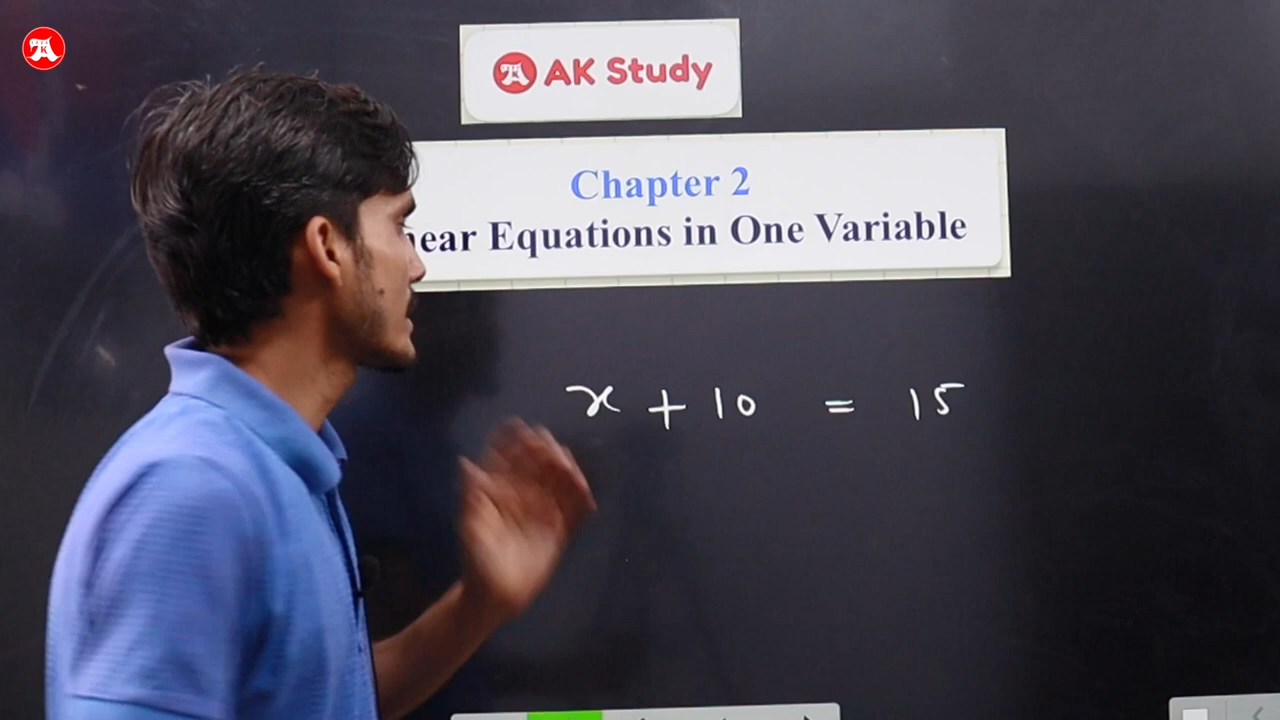 AK Study
Chapter 2
near Equations in One Variable
x + 10 = 15